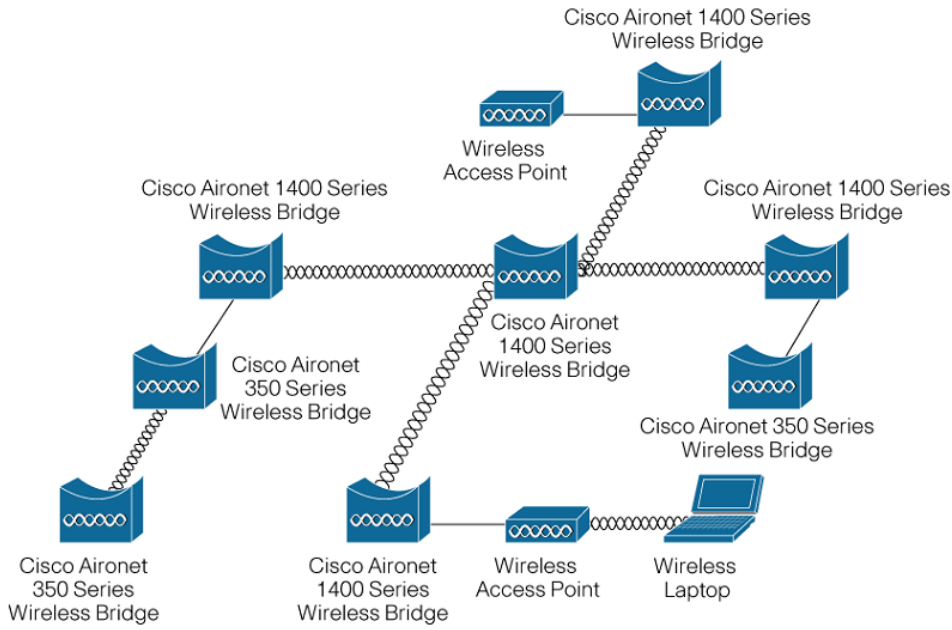 Cisco Aironet 1400 Series
Wireless Bridge
Wireless
Access Point
Cisco Aironet 1400 Series
Wireless Bridge
Cisco Aironet 1400 Series
Wireless Bridge
Cisco Aironet
1400 Series
Wireless Bridge
Cisco Aironet
350 Series
Wireless Bridge
Cisco Aironet 350 Series
Wireless Bridge
Cisco Aironet
350 Series
Wireless Bridge
Cisco Aironet
1400 Series
Wireless Bridge
Wireless
Access Point
Wireless
Laptop